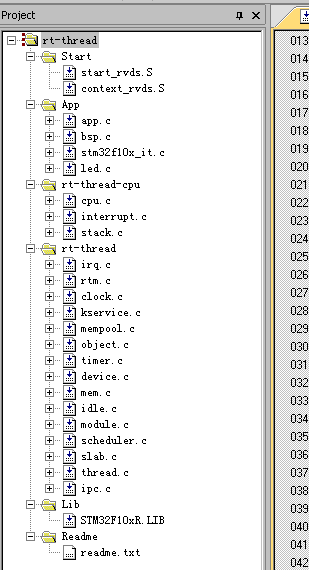 Project
rt-thread
Start
start_rvds.S
context_rvds.S
App
app.c
bsp.c
stm32f10x_it.c
led.c
rt-thread-cpu
cpu.c
interrupt.c
stack.c
rt-thread
irq.c
rtm.c
clock.c
kservice.c
mempool.c
object.c
timer.c
device.c
mem.c
idle.c
module.c
scheduler.c
slab.c
thread.c
ipc.c
Lib
STM32F10xR.LIB
Readme
readme.txt
013
014
015
016
017
018
019
020
021
022
023
024
025
026
027
028
029
030
031
032
033
034
035
036
037
038
039
040
041
042